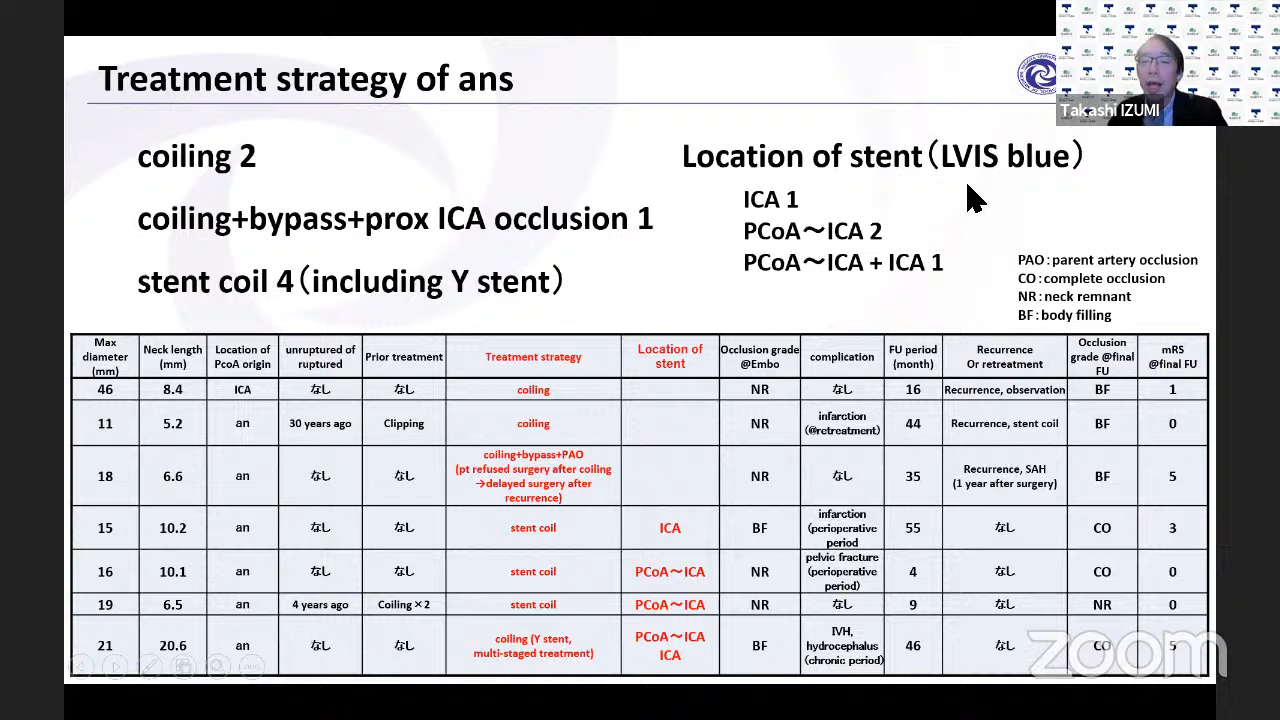 Treatment strategy of ans
Takashi IZUMI
coiling 2
coiling+bypass+prox ICA occlusion 1
stent coil 4（including Y stent）
Location of stent（LVIS blue）
ICA 1
PCoA～ICA 2
PCoA～ICA + ICA 1
PAO：parent artery occlusion
CO：complete occlusion
NR：neck remnant
BF：body filling
Max diameter (mm) Neck length (mm) Location of PcoA origin unruptured of ruptured Prior treatment Treatment strategy Location of stent Occlusion grade @Embo complication FU period (month) Recurrence Or retreatment Occlusion grade @final FU mRS @final FU
46 8.4 ICA なし なし coiling NR なし 16 Recurrence, observation BF 1
11 5.2 an 30 years ago Clipping coiling NR infarction (@retreatment) 44 Recurrence, stent coil BF 0
18 6.6 an なし なし coiling+bypass+PAO (pt refused surgery after coiling →delayed surgery after recurrence) NR なし 35 Recurrence, SAH (1 year after surgery) BF 5
15 10.2 an なし なし stent coil ICA BF infarction (perioperative period 55 なし CO 3
16 10.1 an なし なし stent coil PCoA～ICA NR pelvic fracture (perioperative period) 4 なし CO 0
19 6.5 an 4 years ago Coiling×2 stent coil PCoA～ICA NR なし 9 なし NR 0
21 20.6 an なし なし coiling (Y stent, multi-staged treatment) PCoA～ICA ICA BF IVH, hydrocephalus (chronic period) 46 なし CO 5
zoom